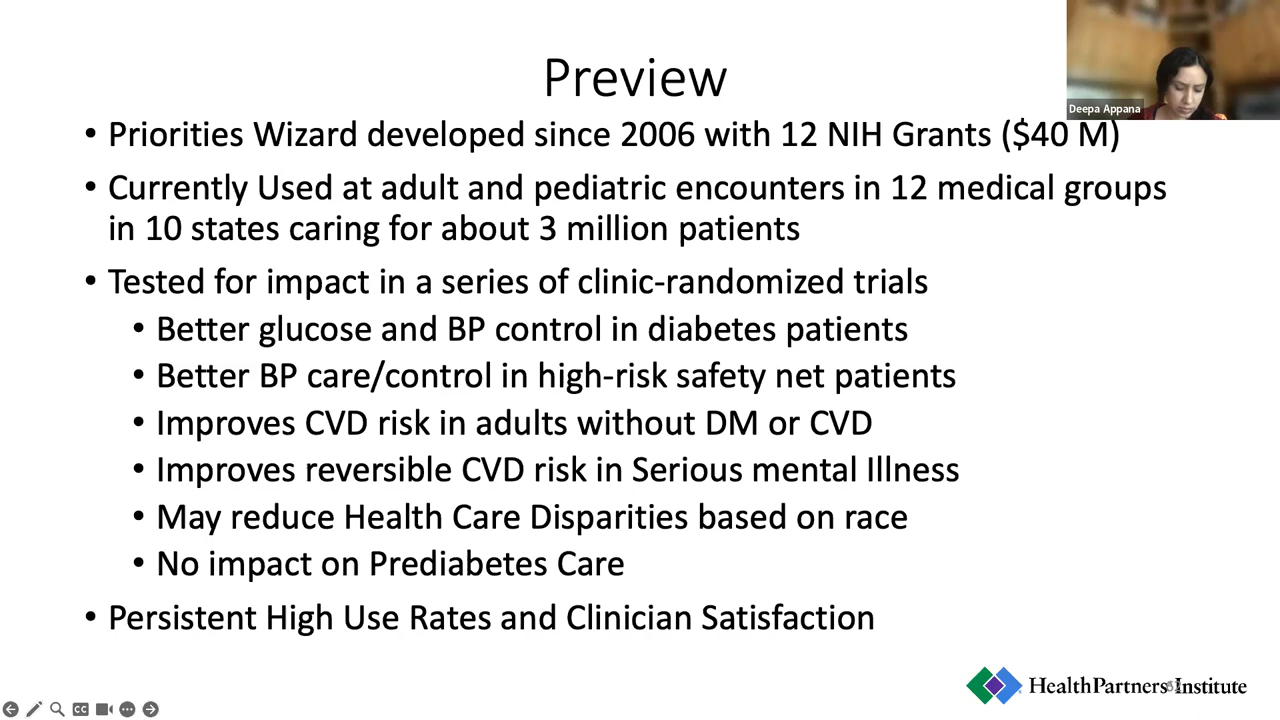 Preview
Deepa Appana
• Priorities Wizard developed since 2006 with 12 NIH Grants ($40 M)
• Currently Used at adult and pediatric encounters in 12 medical groups
in 10 states caring for about 3 million patients
• Tested for impact in a series of clinic-randomized trials
• Better glucose and BP control in diabetes patients
• Better BP care/control in high-risk safety net patients
• Improves CVD risk in adults without DM or CVD
• Improves reversible CVD risk in Serious mental Illness
• May reduce Health Care Disparities based on race
• No impact on Prediabetes Care
• Persistent High Use Rates and Clinician Satisfaction
HealthPartners Institute
CC